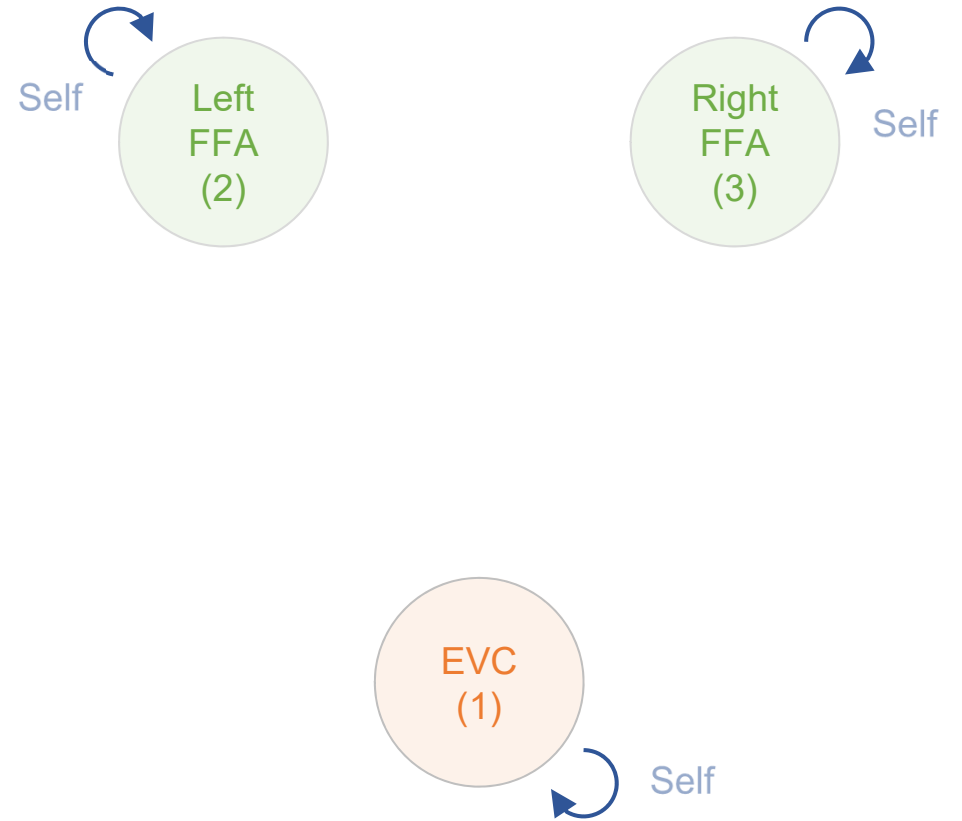 Self
Left
FFA
(2)
Right
FFA
(3)
Self
EVC
(1)
Self